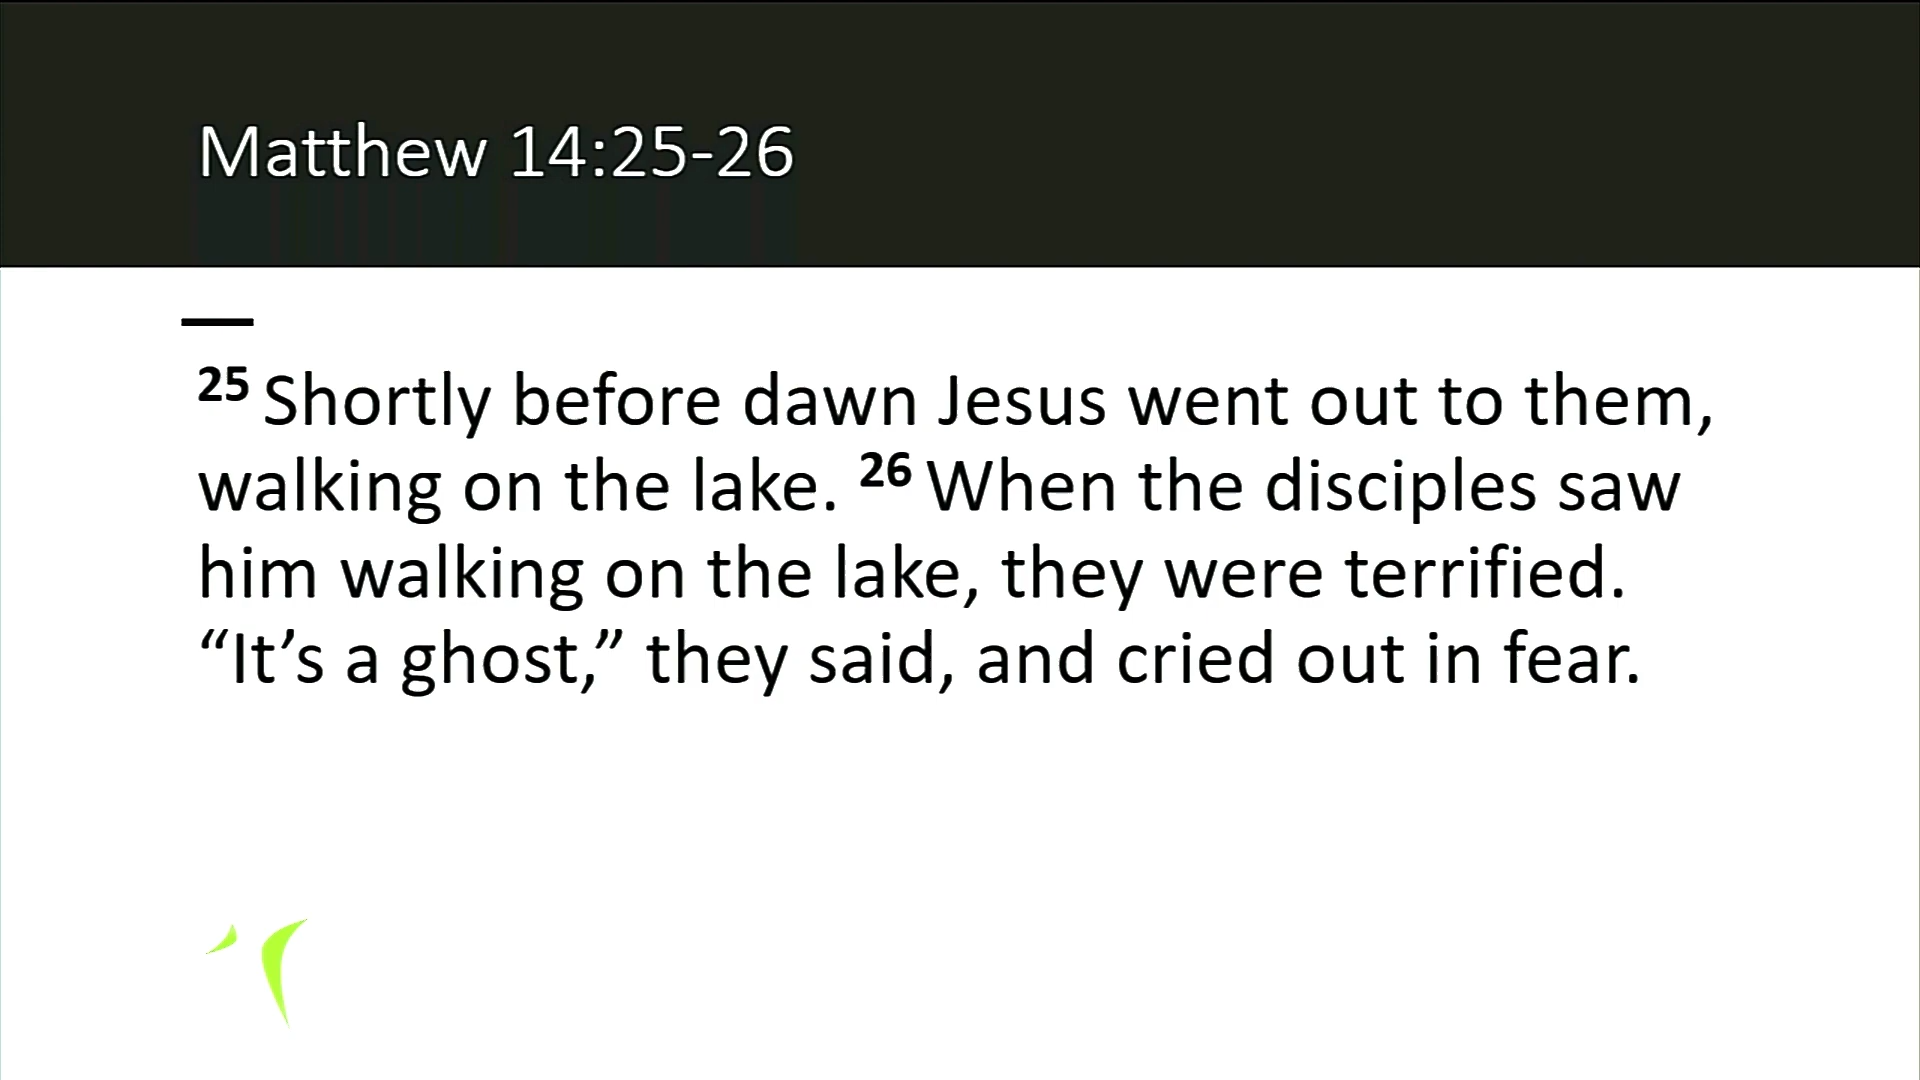 Matthew 14:25-26
25 Shortly before dawn Jesus went out to them,
walking on the lake. 26 When the disciples saw
him walking on the lake, they were terrified.
“It’s a ghost,” they said, and cried out in fear.